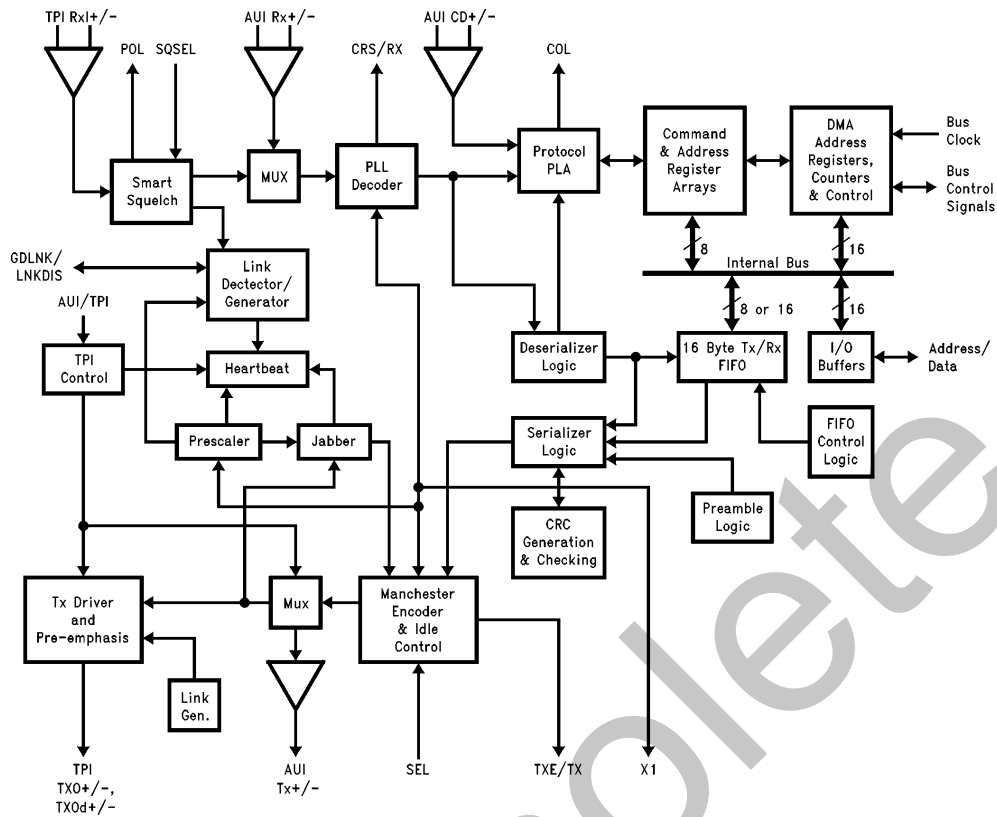 TPI RxI+/-
AUI Rx+/-
AUI CD+/-
POL
SQSEL
CRS/RX
COL
Smart
Squelch
MUX
PLL
Decoder
Protocol
PLA
Command
& Address
Register
Arrays
DMA
Address
Registers,
Counters
& Control
Bus
Clock
Bus
Control
Signals
8
16
Internal Bus
GDLNK/
LNKDIS
Link
Dectector/
Generator
AUI/TPI
8 or 16
16
TPI
Control
Heartbeat
Deserializer
Logic
16 Byte Tx/Rx
FIFO
I/O
Buffers
Address/
Data
Prescaler
Jabber
Serializer
Logic
FIFO
Control
Logic
Preamble
Logic
CRC
Generation
& Checking
Tx Driver
and
Pre-emphasis
Mux
Manchester
Encoder
& Idle
Control
Link
Gen.
TPI
TXO+/-,
TXOd+/-
AUI
Tx+/-
SEL
TXE/TX
X1
olete